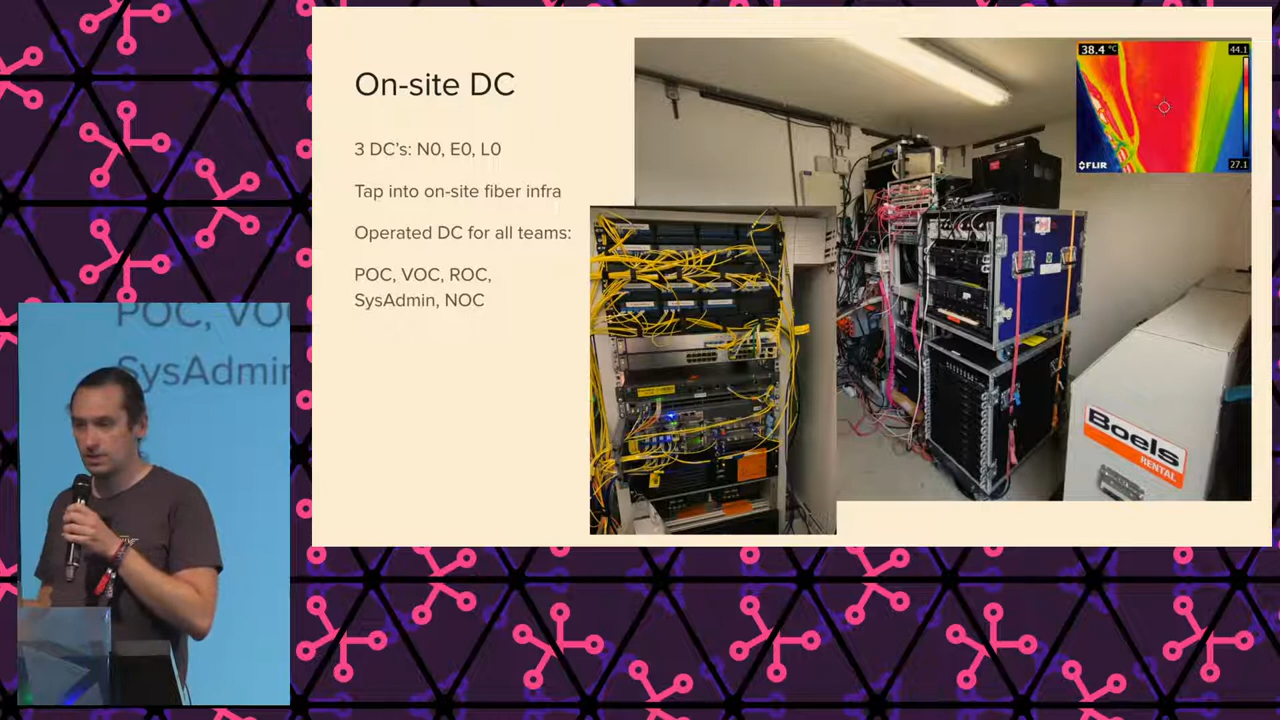 On-site DC
3 DC's: N0, E0, L0
Tap into on-site fiber infra
Operated DC for all teams:
POC, VOC, ROC,
SysAdmin, NOC
38.4 °C
44.1
27.1
FLIR
Boels
RENTAL
POC, VO
SysAdmin